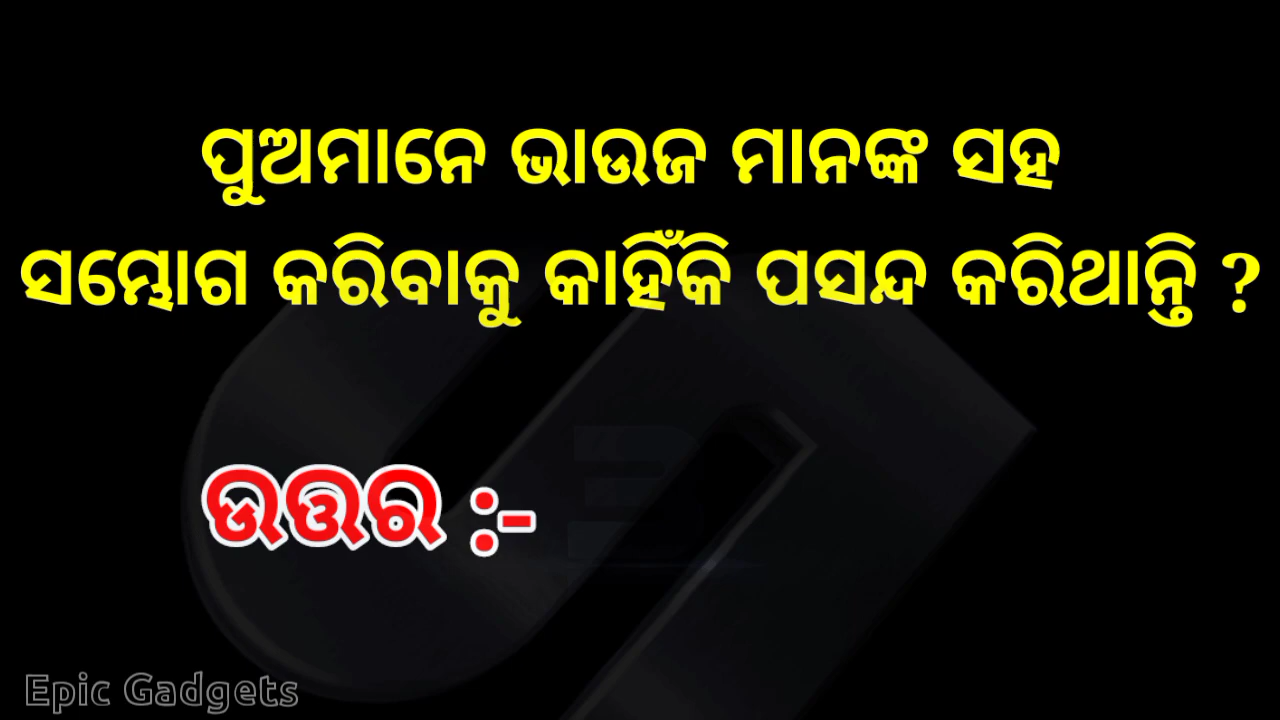 ପୁଅମାନେ ଭାଉଜ ମାନଙ୍କ ସହ
ସମ୍ଭୋଗ କରିବାକୁ କାହିଁକି ପସନ୍ଦ କରିଥାନ୍ତି ?
ଉତ୍ତର :-
Epic Gadgets